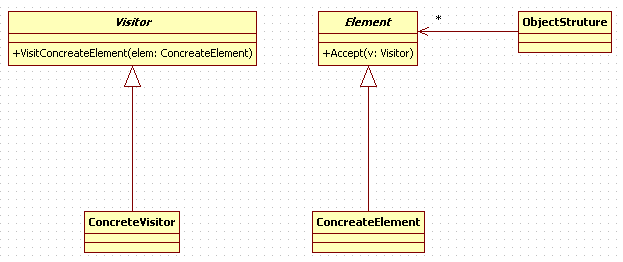 Visitor
+VisitConcreateElement(elem: ConcreateElement)
Element
+Accept(v: Visitor)
*
ObjectStruture
ConcreteVisitor
ConcreateElement